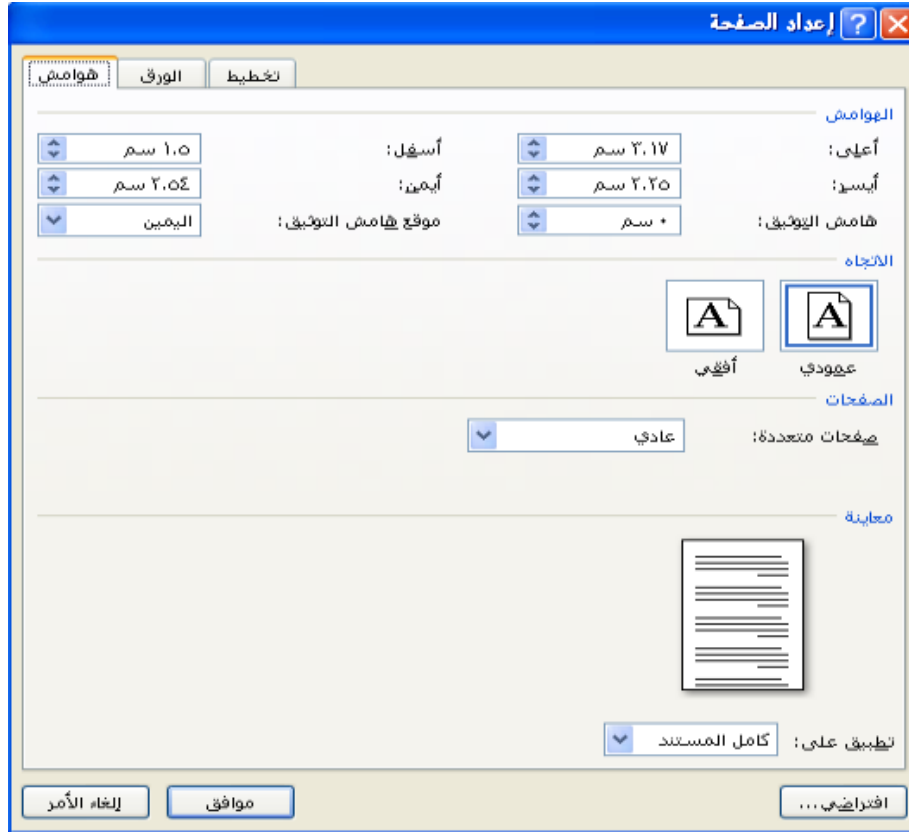 إعداد الصفحة
هوامش الورق تخطيط
الهوامش
أعلى: ٣.١٧ سم أسفل: ١.٥ سم
أيسر: ٢.٢٥ سم أيمن: ٢.٥٤ سم
هامش التوثيق: ٠ سم موقع هامش التوثيق: اليمين
الاتجاه
A A
عمودي أفقي
الصفحات
صفحات متعددة: عادي
معاينة
تطبيق على: كامل المستند
افتراضي... موافق إلغاء الأمر